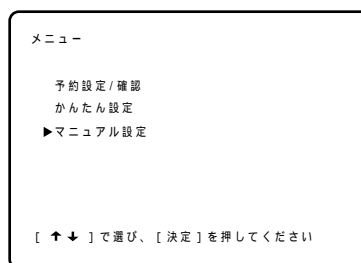 メニュー
予約設定/確認
かんたん設定
▶マニュアル設定
[ ↑↓ ]で選び、[決定]を押してください